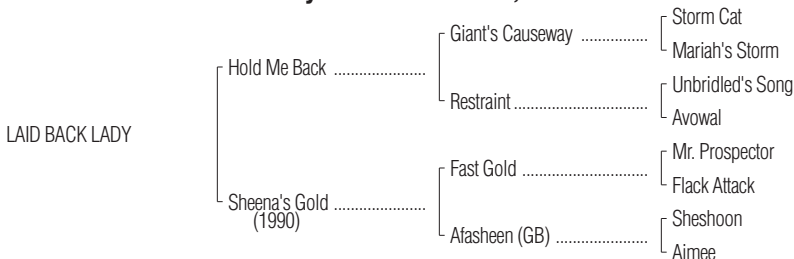 Storm Cat
Giant's Causeway ................
Mariah's Storm
Hold Me Back ......................
Unbridled's Song
Restraint ................................
Avowal
LAID BACK LADY
Mr. Prospector
Fast Gold ..............................
Flack Attack
Sheena's Gold ......................
(1990)
Sheshoon
Afasheen (GB) ......................
Aimee